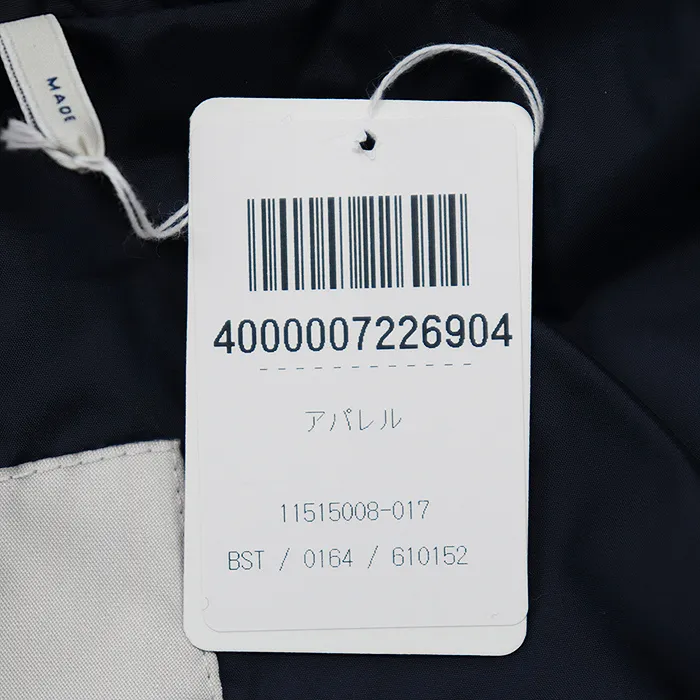 MADE
4000007226904
------------
アパレル
11515008-017
BST / 0164 / 610152